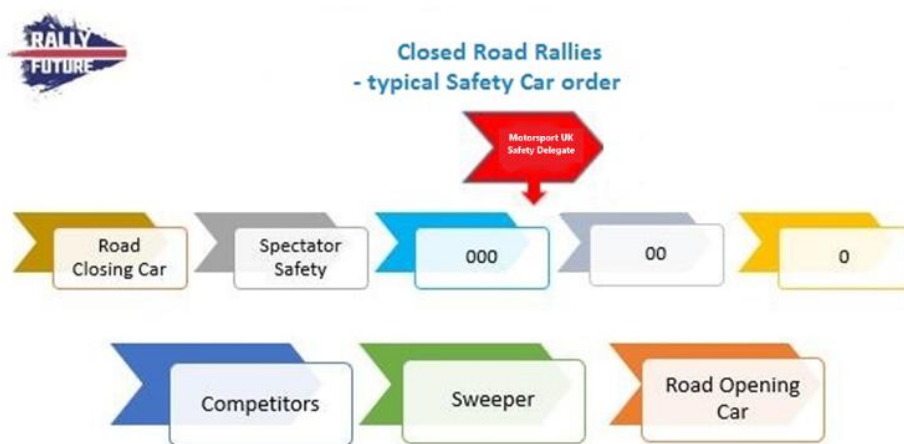 RALLY
FUTURE
Closed Road Rallies
- typical Safety Car order
Motorsport UK
Safety Delegate
Road
Closing Car
Spectator
Safety
000
00
0
Competitors
Sweeper
Road Opening
Car